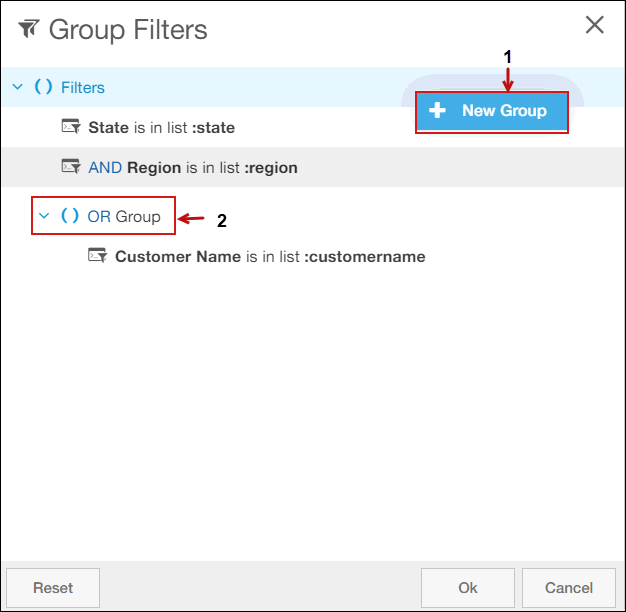 Group Filters
1
Filters
New Group
State is in list :state
AND Region is in list :region
OR Group
2
Customer Name is in list :customername
Reset
Ok
Cancel